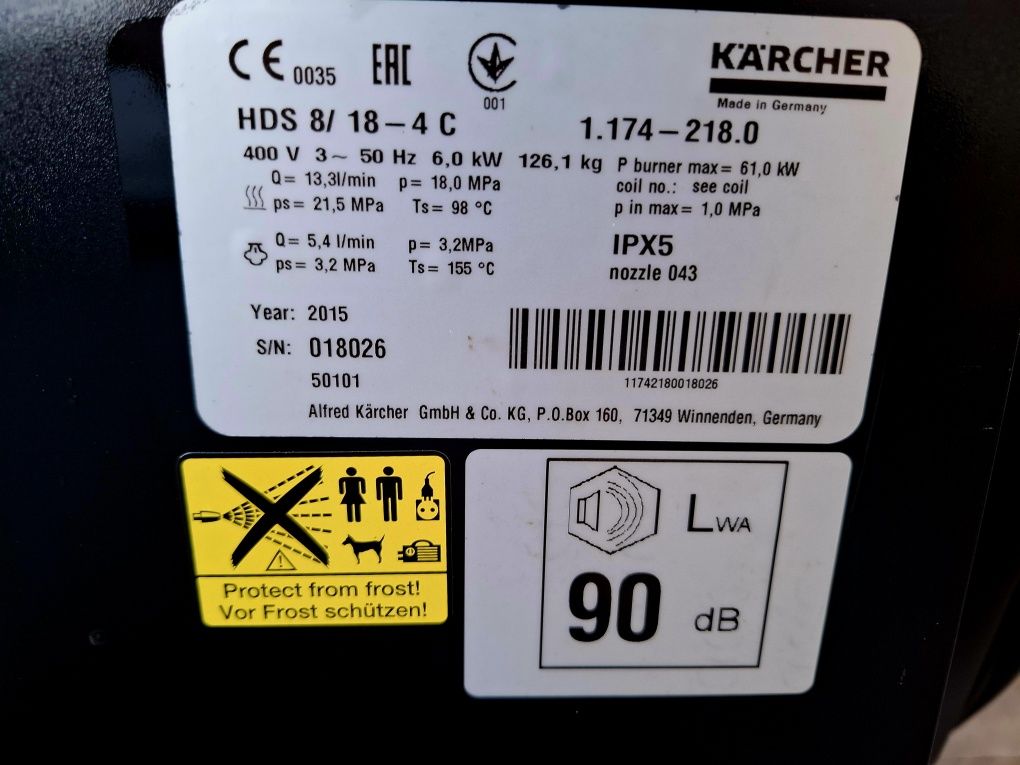 CE 0035 EAC 001 KÄRCHER
Made in Germany
HDS 8/ 18-4 C 1.174-218.0
400 V 3~ 50 Hz 6,0 kW 126,1 kg P burner max= 61,0 kW
Q= 13,3l/min p= 18,0 MPa coil no.: see coil
ps= 21,5 MPa Ts= 98 °C p in max= 1,0 MPa
Q= 5,4 l/min p= 3,2MPa IPX5
ps= 3,2 MPa Ts= 155 °C nozzle 043
Year: 2015
S/N: 018026
50101 11742180018026
Alfred Kärcher GmbH & Co. KG, P.O.Box 160, 71349 Winnenden, Germany
Protect from frost!
Vor Frost schützen!
LWA
90 dB